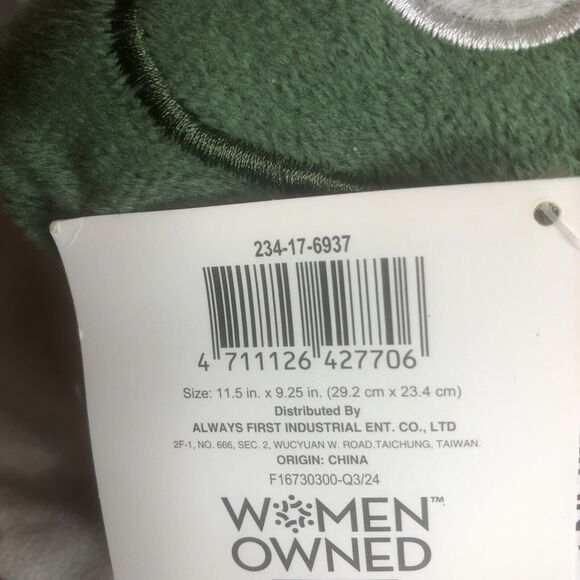 234-17-6937
4 711126 427706
Size: 11.5 in. x 9.25 in. (29.2 cm x 23.4 cm)
Distributed By
ALWAYS FIRST INDUSTRIAL ENT. CO., LTD
2F-1, NO. 666, SEC. 2, WUCYUAN W. ROAD.TAICHUNG, TAIWAN.
ORIGIN: CHINA
F16730300-Q3/24
WOMEN™
OWNED